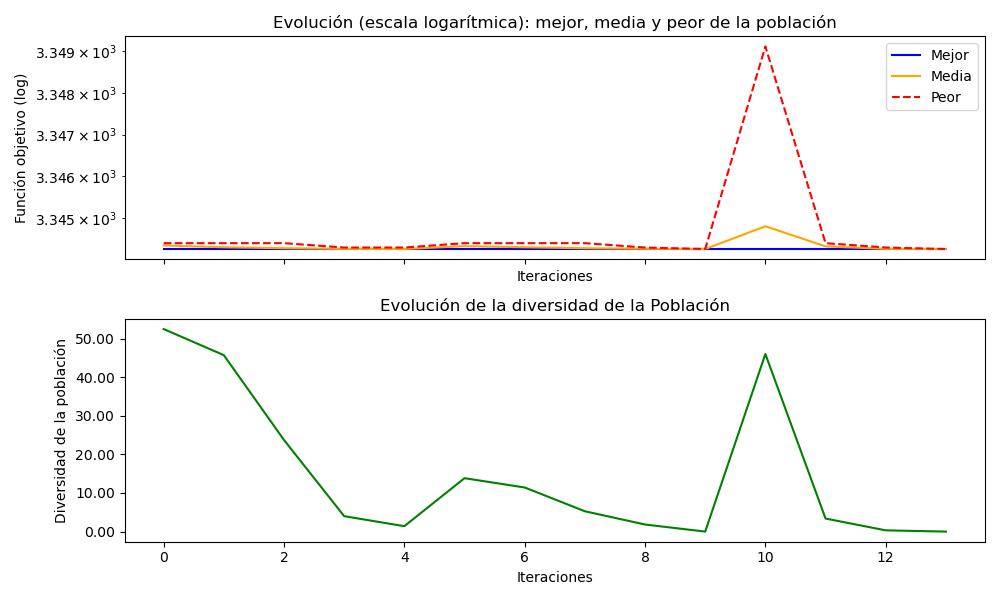 Evolución (escala logarítmica): mejor, media y peor de la población
Función objetivo (log)
3.349 × 10³
3.348 × 10³
3.347 × 10³
3.346 × 10³
3.345 × 10³
Mejor
Media
Peor
Iteraciones
Evolución de la diversidad de la Población
Diversidad de la población
50.00
40.00
30.00
20.00
10.00
0.00
0 2 4 6 8 10 12
Iteraciones